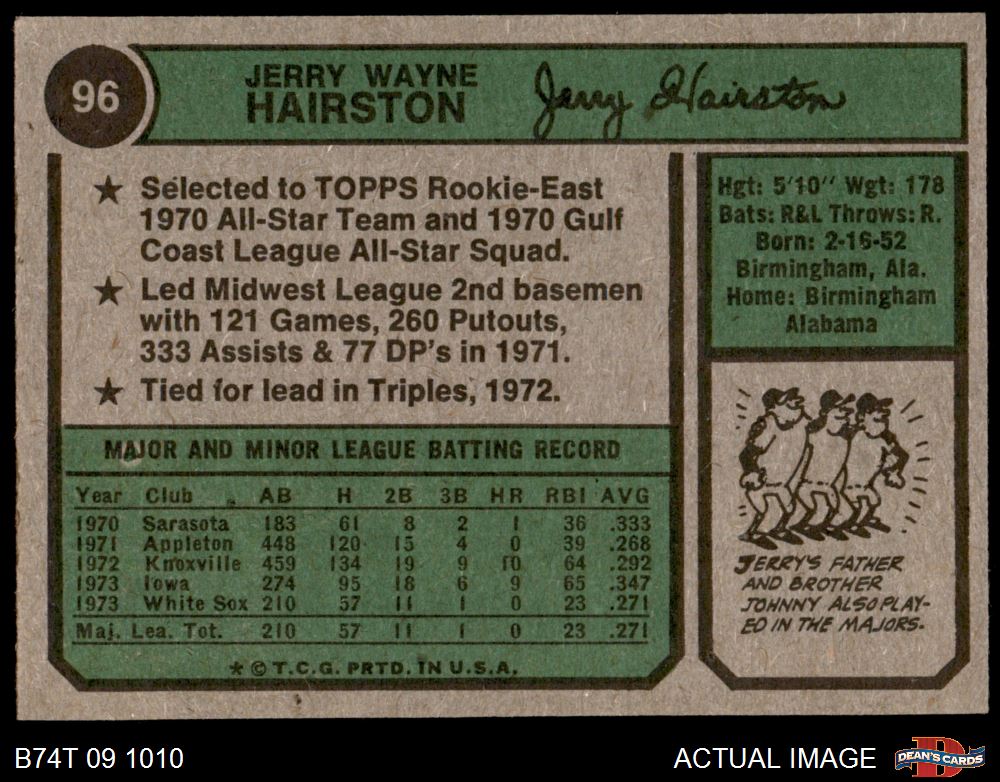 96
JERRY WAYNE
HAIRSTON
Jerry Hairston
★ Selected to TOPPS Rookie-East
1970 All-Star Team and 1970 Gulf
Coast League All-Star Squad.
★ Led Midwest League 2nd basemen
with 121 Games, 260 Putouts,
333 Assists & 77 DP's in 1971.
★ Tied for lead in Triples, 1972.
Hgt: 5'10" Wgt: 178
Bats: R&L Throws: R.
Born: 2-16-52
Birmingham, Ala.
Home: Birmingham
Alabama
MAJOR AND MINOR LEAGUE BATTING RECORD
Year Club AB H 2B 3B HR RBI AVG
1970 Sarasota 183 61 8 2 1 36 .333
1971 Appleton 448 120 15 4 0 39 .268
1972 Knoxville 459 134 19 9 10 64 .292
1973 Iowa 274 95 18 6 9 65 .347
1973 White Sox 210 57 11 1 0 23 .271
Maj. Lea. Tot. 210 57 11 1 0 23 .271
* © T.C.G. PRTD. IN U.S.A.
JERRY'S FATHER
AND BROTHER
JOHNNY ALSO PLAY-
ED IN THE MAJORS.
B74T 09 1010
ACTUAL IMAGE
D
DEAN'S CARDS